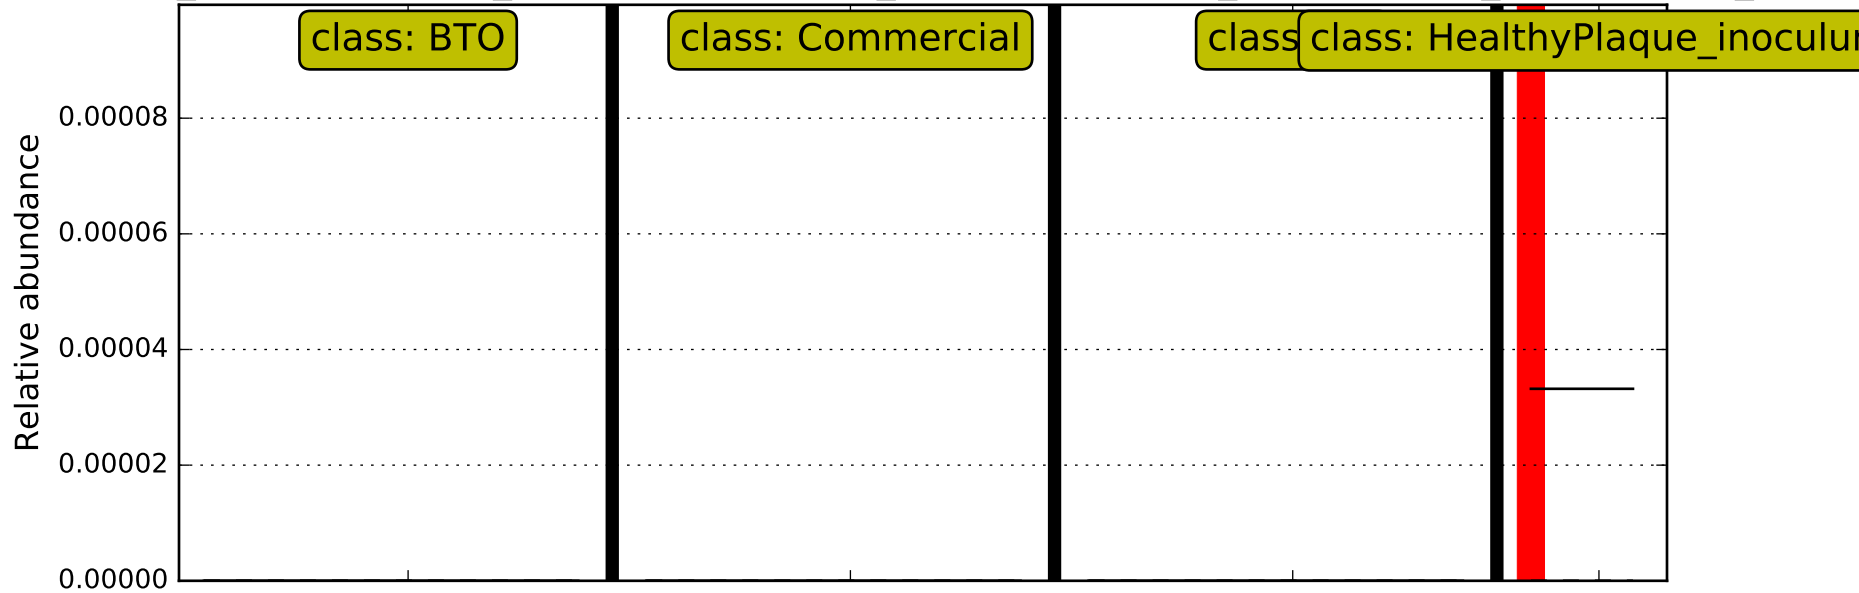 class: BTO
class: Commercial
class
class: HealthyPlaque_inoculu
0.00008
0.00006
0.00004
0.00002
0.00000
Relative abundance